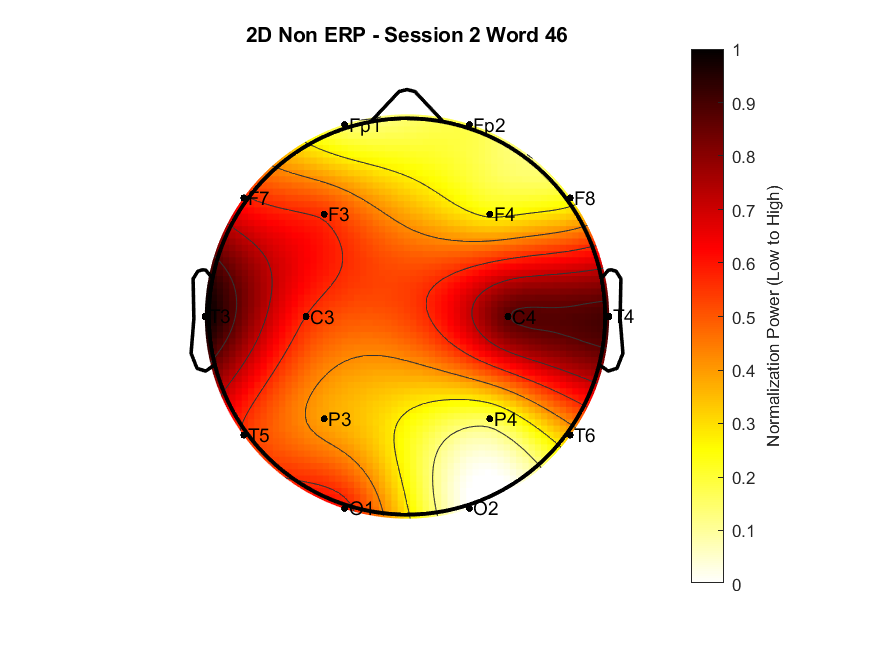 2D Non ERP - Session 2 Word 46
Fp1 Fp2
F7 F8
F3 F4
T3 C3 C4 T4
P3 P4
T5 T6
O1 O2
1
0.9
0.8
0.7
0.6
0.5
0.4
0.3
0.2
0.1
0
Normalization Power (Low to High)